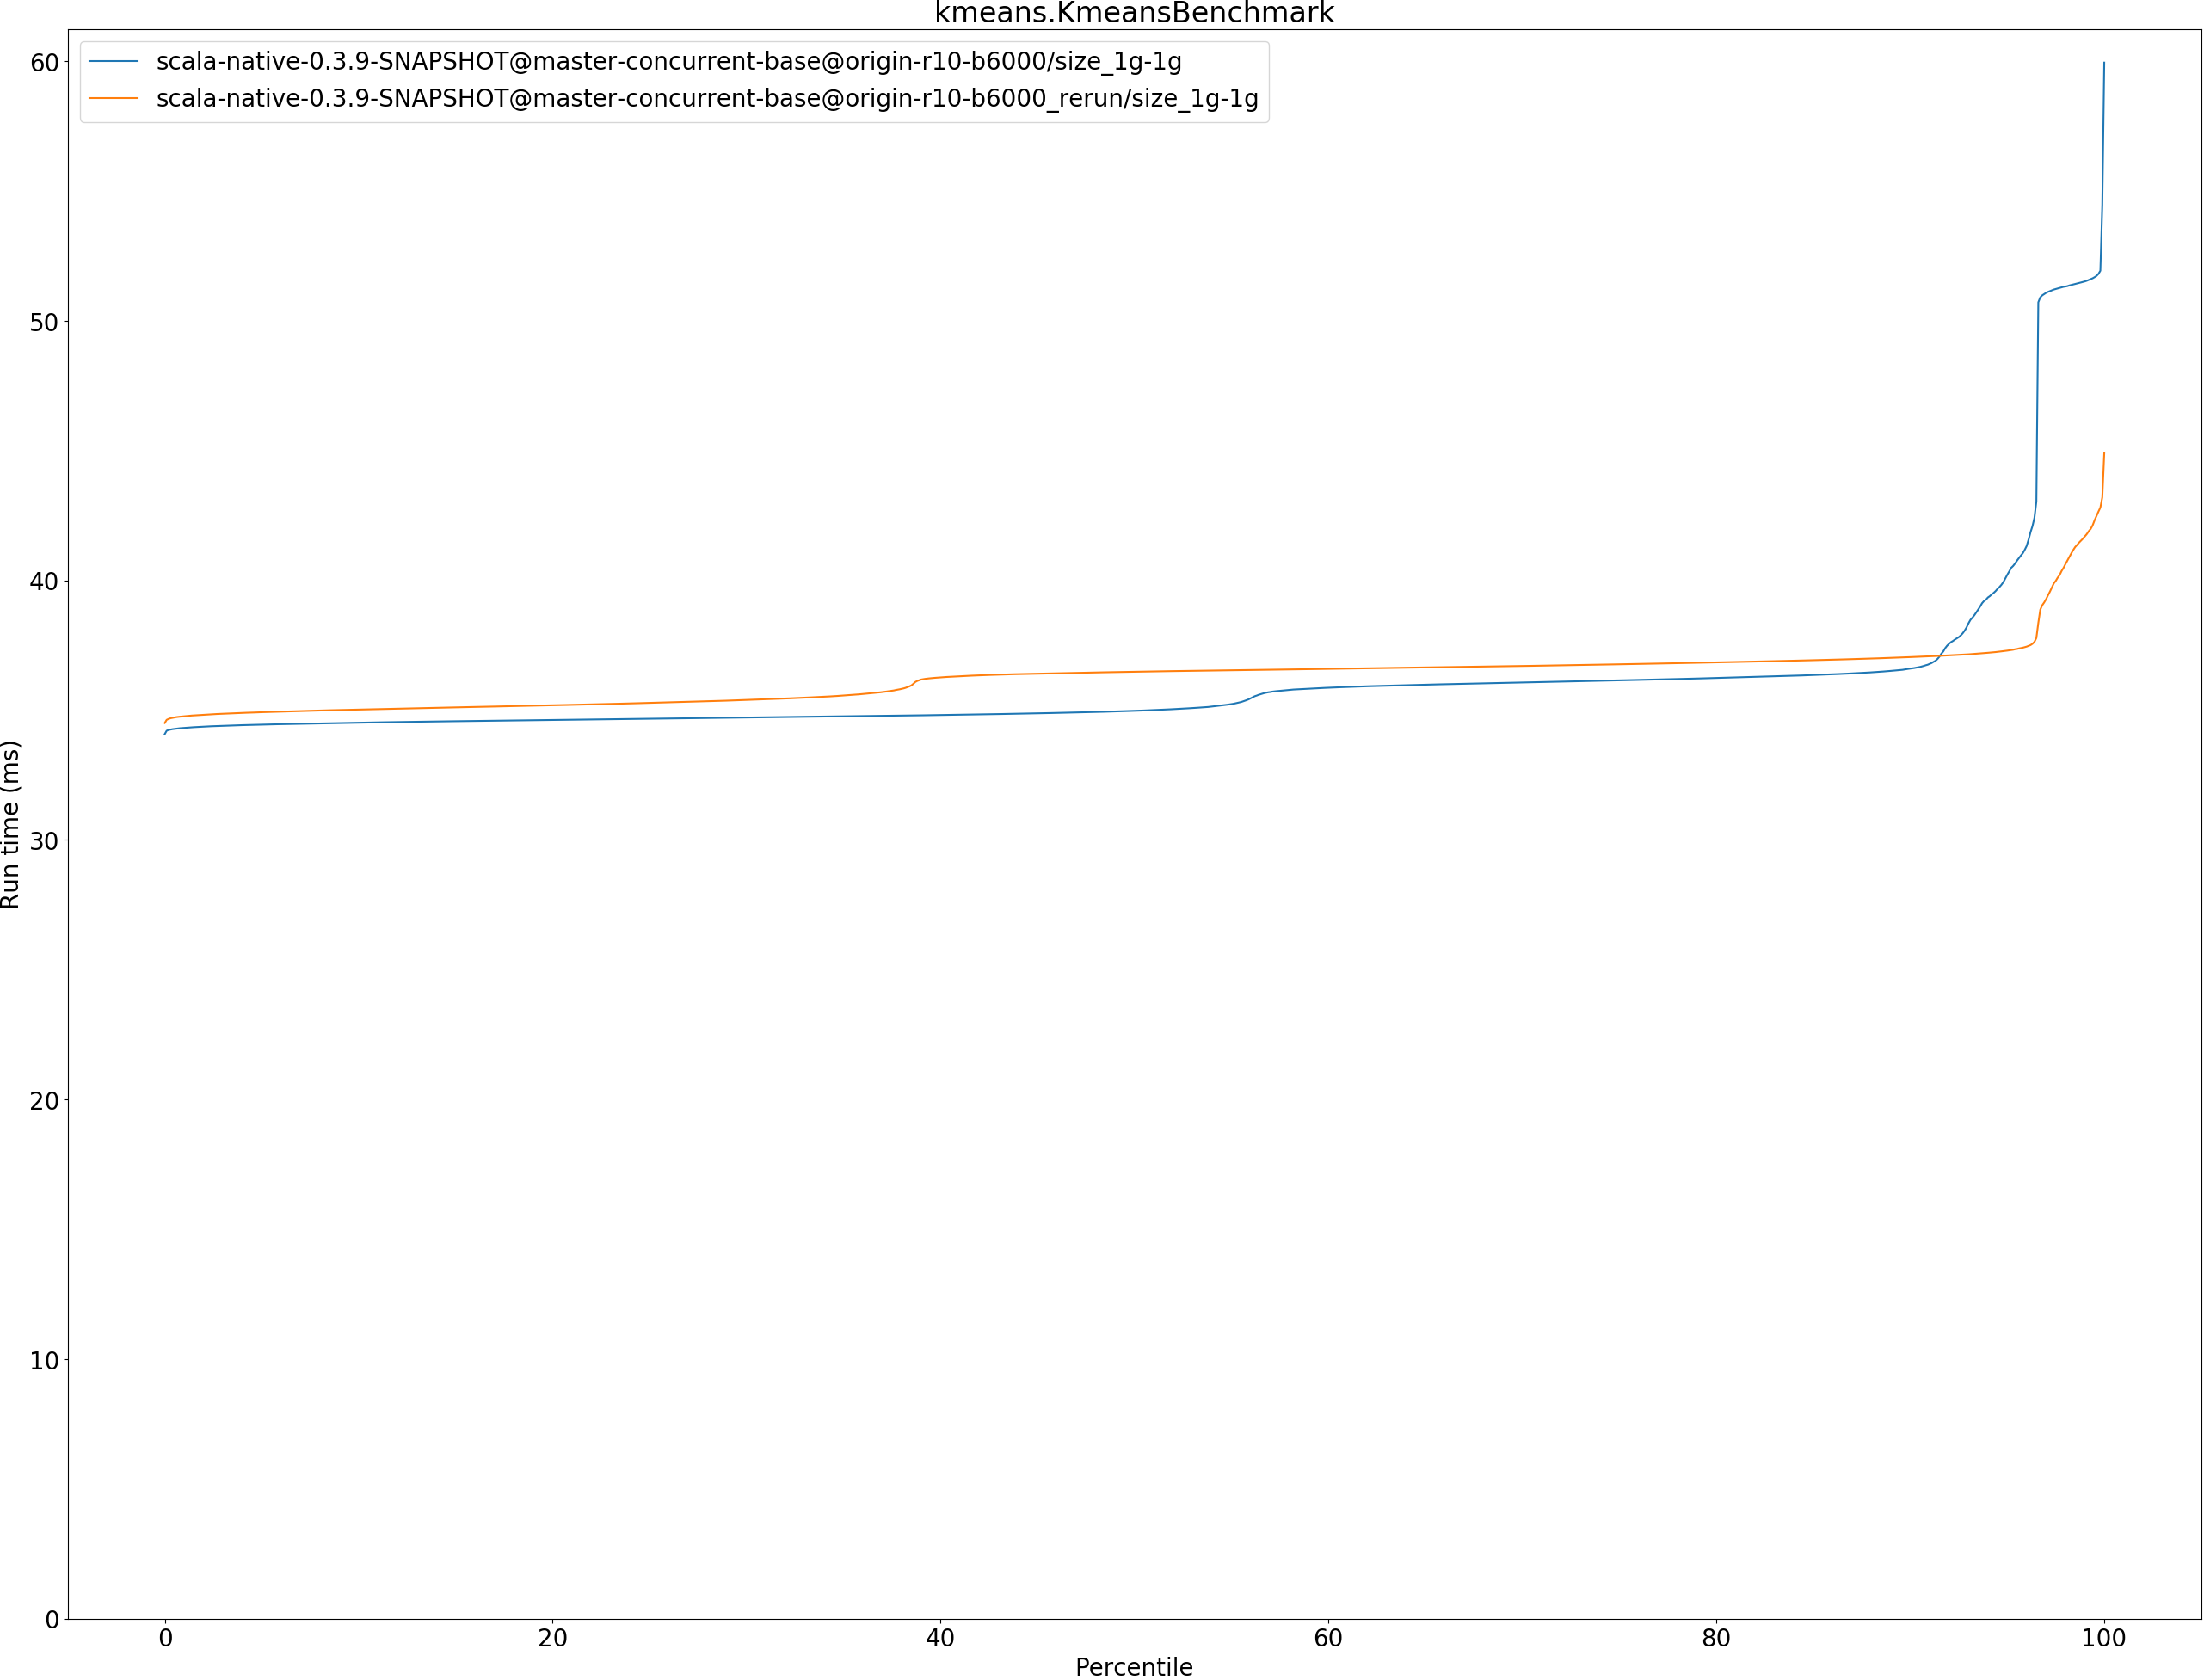 kmeans.KmeansBenchmark
scala-native-0.3.9-SNAPSHOT@master-concurrent-base@origin-r10-b6000/size_1g-1g
scala-native-0.3.9-SNAPSHOT@master-concurrent-base@origin-r10-b6000_rerun/size_1g-1g
60
50
40
30
20
10
0
Run time (ms)
0 20 40 60 80 100
Percentile